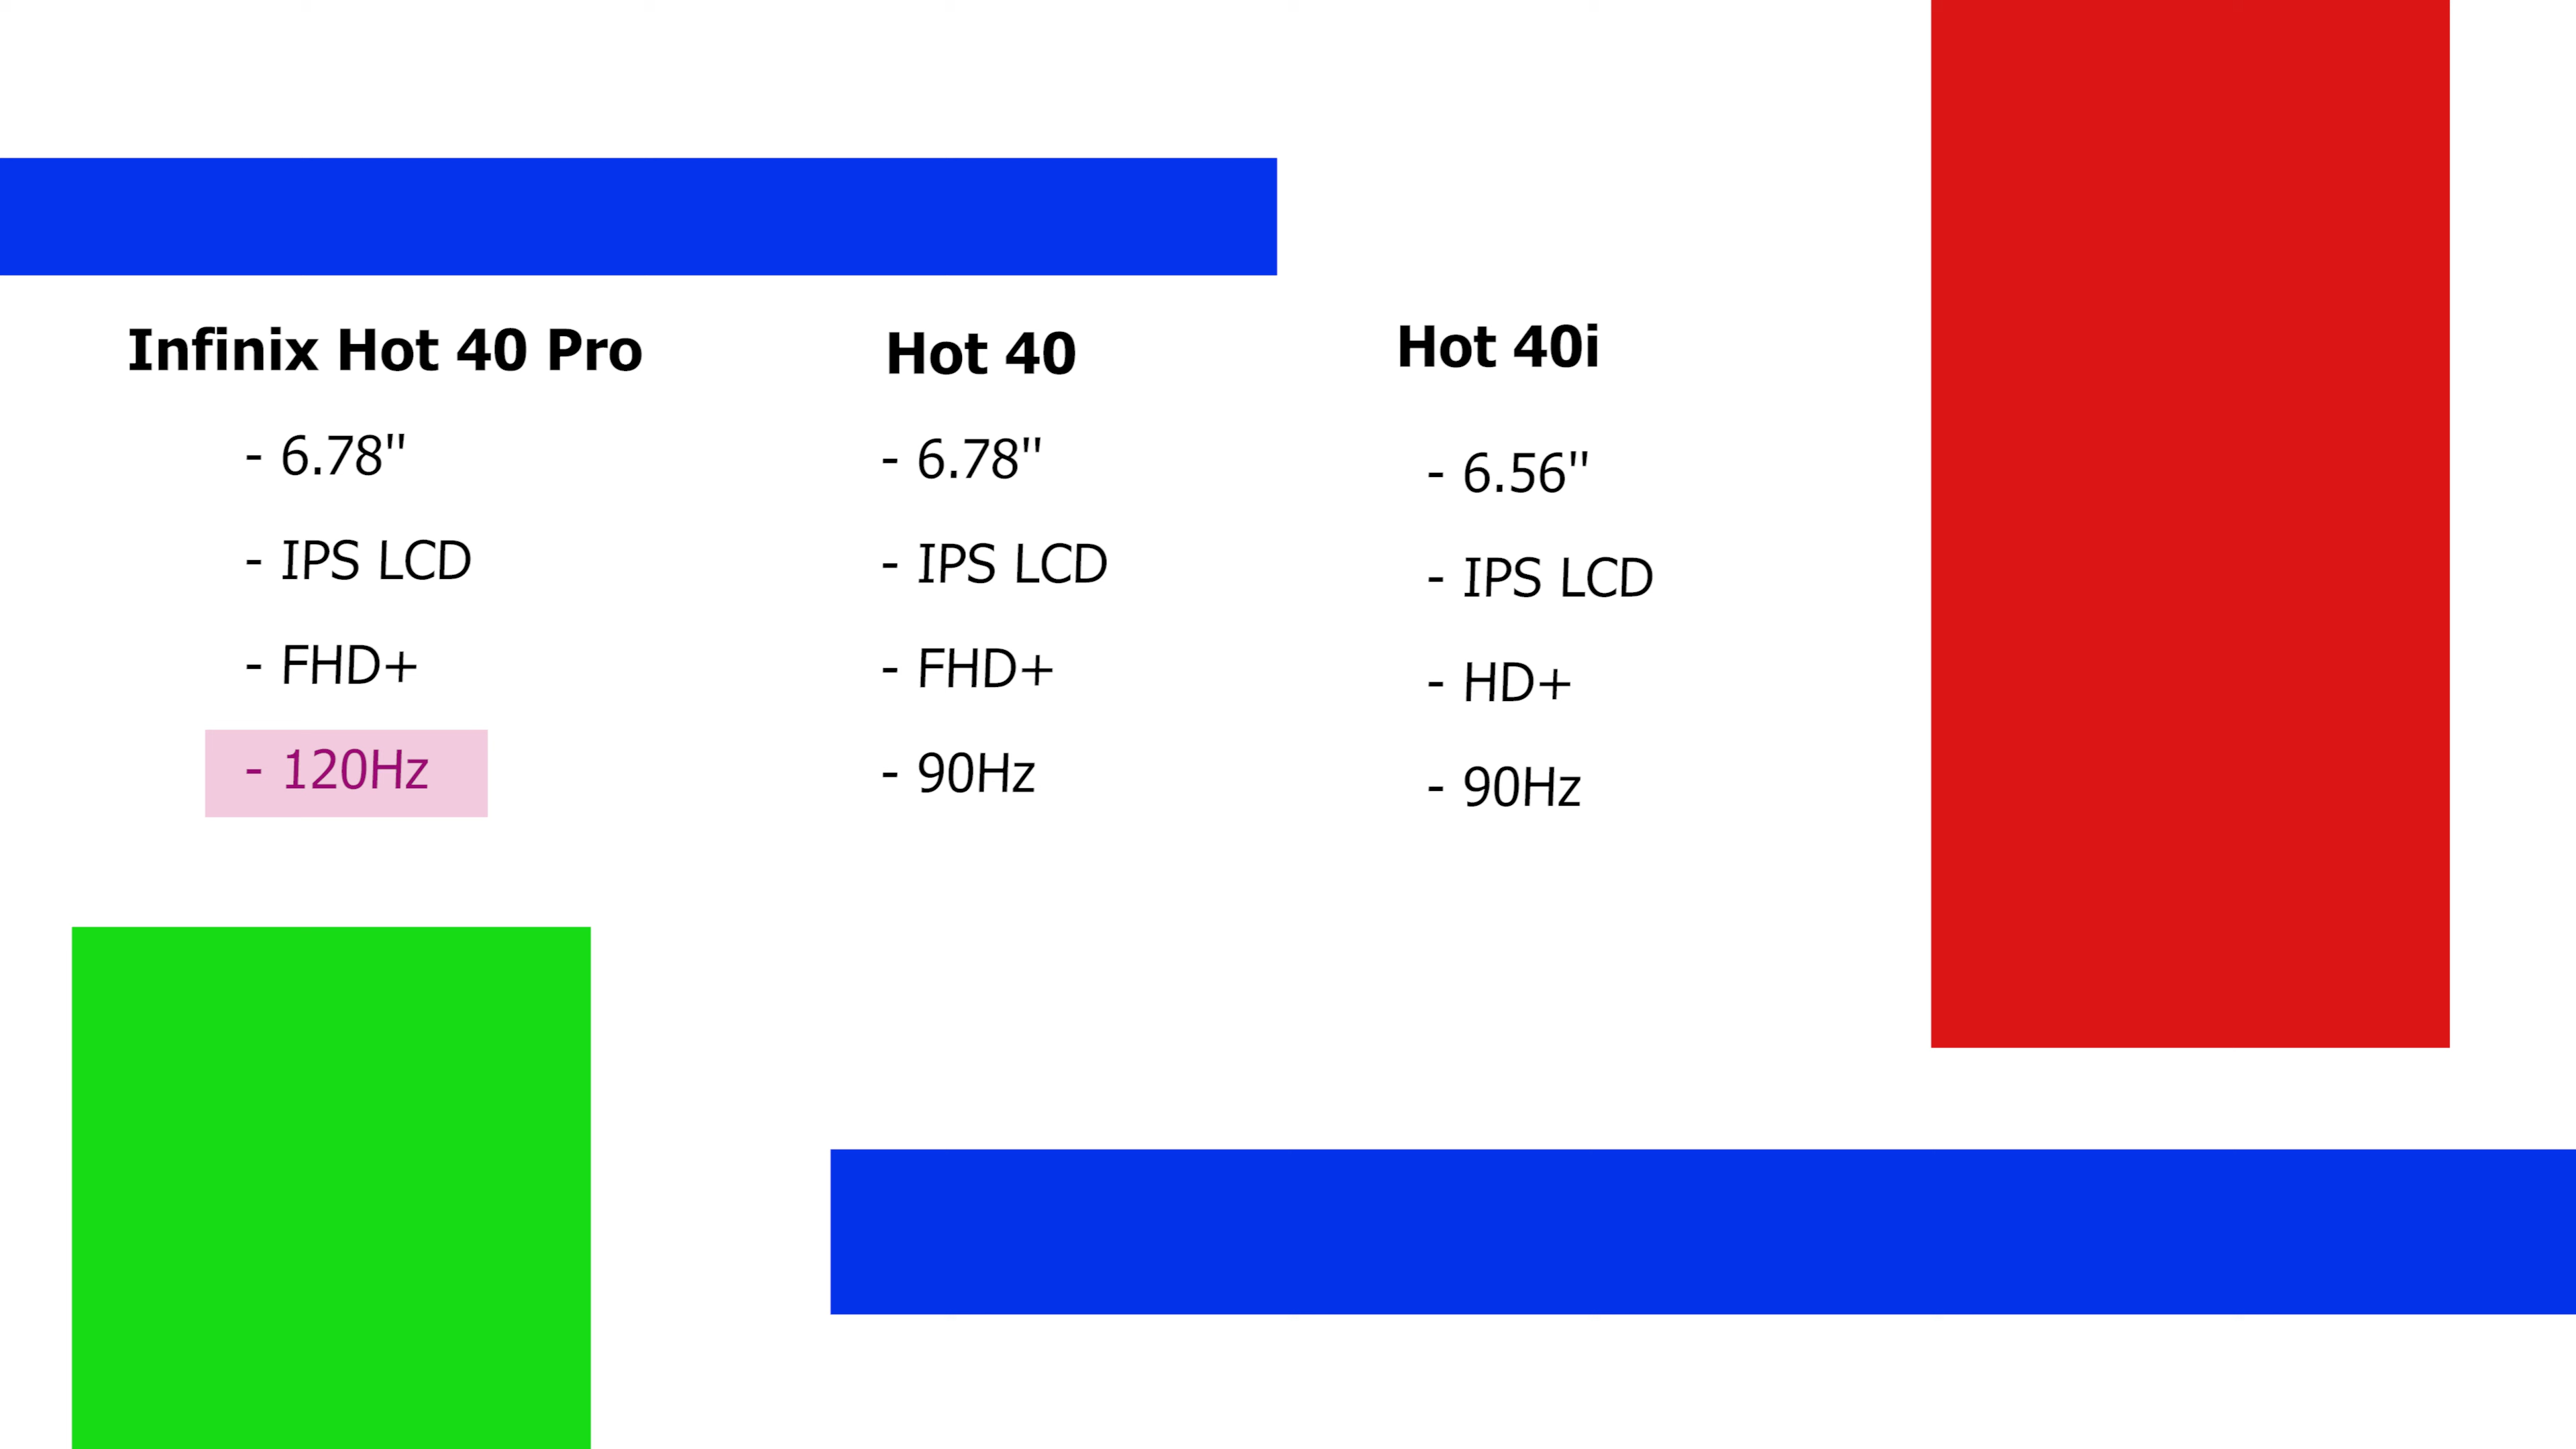 Infinix Hot 40 Pro
- 6.78"
- IPS LCD
- FHD+
- 120Hz
Hot 40
- 6.78"
- IPS LCD
- FHD+
- 90Hz
Hot 40i
- 6.56"
- IPS LCD
- HD+
- 90Hz